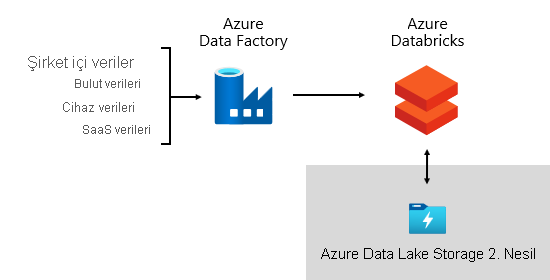 Azure
Data Factory
Azure
Databricks
Şirket içi veriler
Bulut verileri
Cihaz verileri
SaaS verileri
Azure Data Lake Storage 2. Nesil